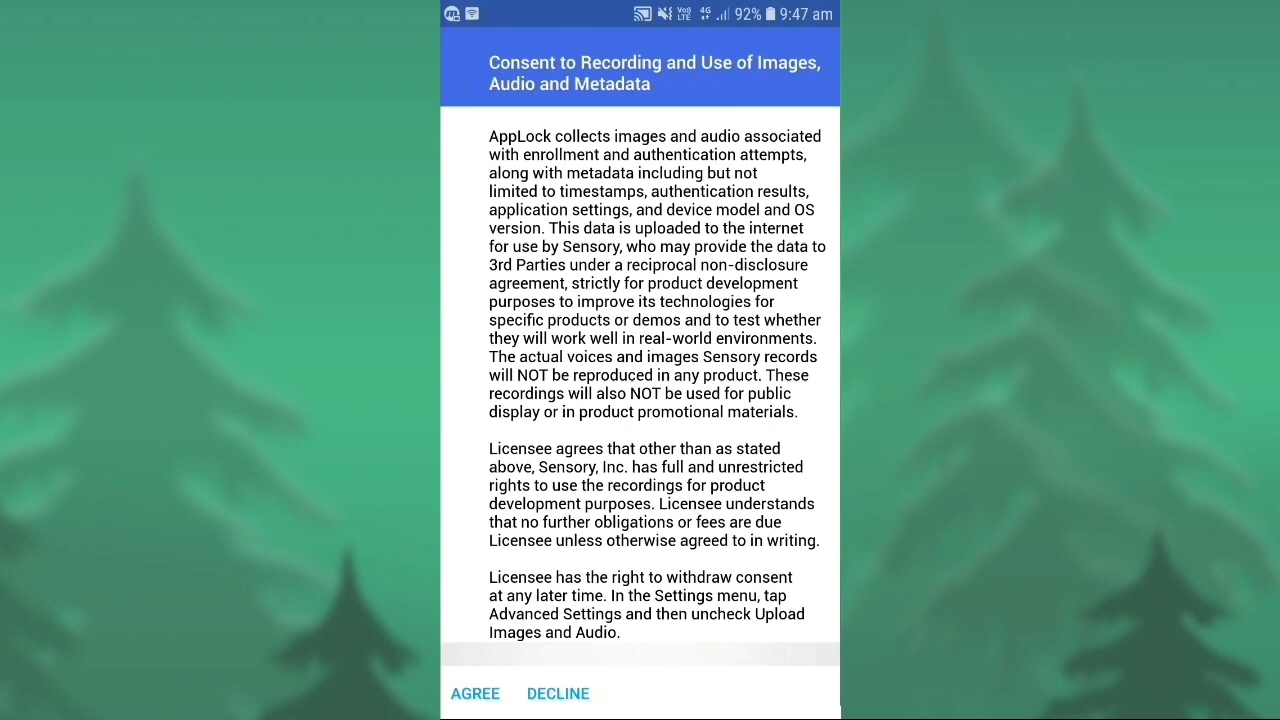 Vo)) 4G 92% 9:47 am
LTE
Consent to Recording and Use of Images,
Audio and Metadata
AppLock collects images and audio associated
with enrollment and authentication attempts,
along with metadata including but not
limited to timestamps, authentication results,
application settings, and device model and OS
version. This data is uploaded to the internet
for use by Sensory, who may provide the data to
3rd Parties under a reciprocal non-disclosure
agreement, strictly for product development
purposes to improve its technologies for
specific products or demos and to test whether
they will work well in real-world environments.
The actual voices and images Sensory records
will NOT be reproduced in any product. These
recordings will also NOT be used for public
display or in product promotional materials.
Licensee agrees that other than as stated
above, Sensory, Inc. has full and unrestricted
rights to use the recordings for product
development purposes. Licensee understands
that no further obligations or fees are due
Licensee unless otherwise agreed to in writing.
Licensee has the right to withdraw consent
at any later time. In the Settings menu, tap
Advanced Settings and then uncheck Upload
Images and Audio.
AGREE DECLINE